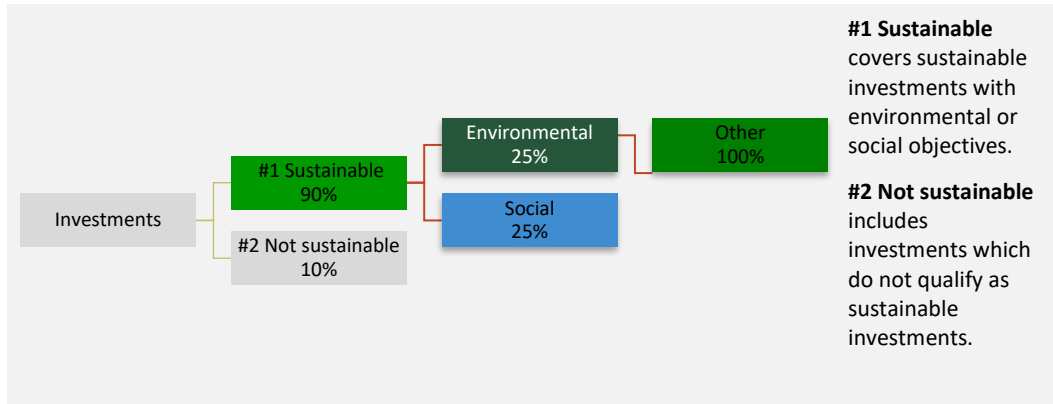 Investments
#1 Sustainable
90%
#2 Not sustainable
10%
Environmental
25%
Social
25%
Other
100%
#1 Sustainable
covers sustainable
investments with
environmental or
social objectives.
#2 Not sustainable
includes
investments which
do not qualify as
sustainable
investments.